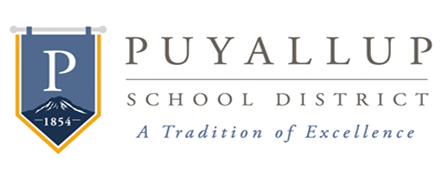 P
1854
PUYALLUP
SCHOOL DISTRICT
A Tradition of Excellence